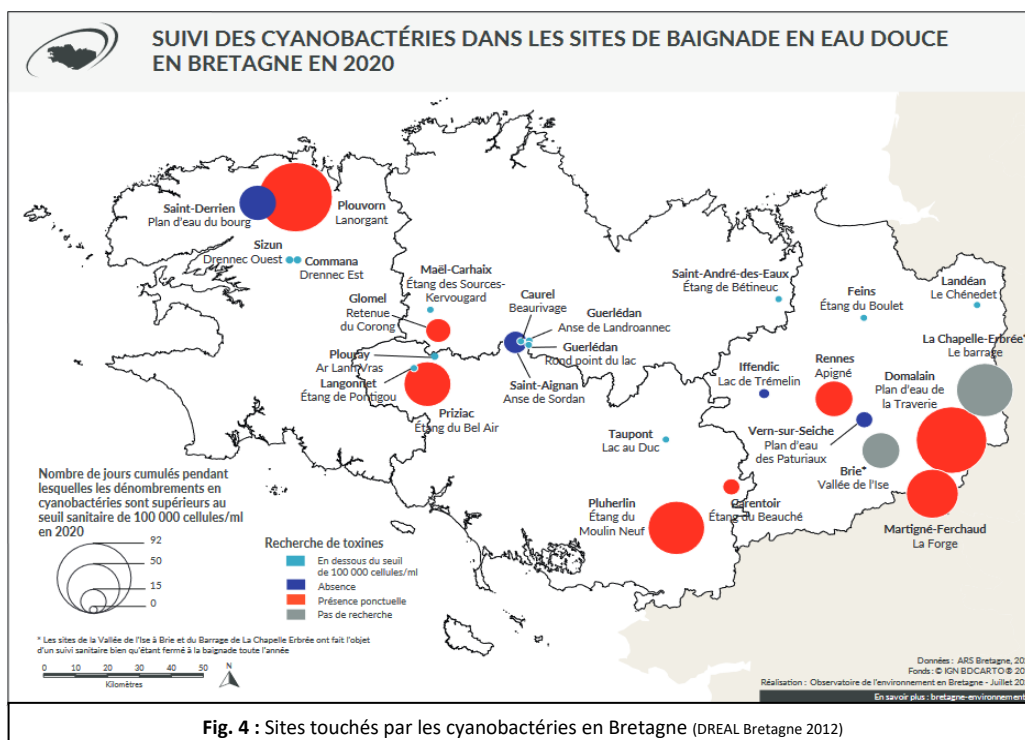 SUIVI DES CYANOBACTÉRIES DANS LES SITES DE BAIGNADE EN EAU DOUCE
EN BRETAGNE EN 2020
Saint-Derrien
Plan d'eau du bourg
Plouvorn
Lanorgant
Sizun
Drennec Ouest
Commana
Drennec Est
Maël-Carhaix
Étang des Sources-
Kervougard
Glomel
Retenue
du Corong
Caurel
Beaurivage
Guerlédan
Anse de Landroannec
Guerlédan
Rond point du lac
Saint-Aignan
Anse de Sordan
Plouray
Ar Lann Vras
Langonnet
Étang de Pontigou
Priziac
Étang du Bel Air
Saint-André-des-Eaux
Étang de Bétineuc
Feins
Étang du Boulet
Landéan
Le Chênedet
La Chapelle-Erbrée*
Le barrage
Iffendic
Lac de Trémelin
Rennes
Apigné
Domalain
Plan d'eau de
la Traverie
Vern-sur-Seiche
Plan d'eau
des Paturiaux
Brie*
Vallée de l'Ise
Taupont
Lac au Duc
Carentoir
Étang du Beauché
Pluherlin
Étang du
Moulin Neuf
Martigné-Ferchaud
La Forge
Nombre de jours cumulés pendant
lesquelles les dénombrements en
cyanobactéries sont supérieurs au
seuil sanitaire de 100 000 cellules/ml
en 2020
92
50
15
0
Recherche de toxines
En dessous du seuil
de 100 000 cellules/ml
Absence
Présence ponctuelle
Pas de recherche
* Les sites de la Vallée de l'Ise à Brie et du Barrage de La Chapelle Erbrée ont fait l'objet
d'un suivi sanitaire bien qu'étant fermé à la baignade toute l'année
0 10 20 30 40 50
Kilomètres
N
Données : ARS Bretagne, 20
Fonds : © IGN BDCARTO® 20
Réalisation : Observatoire de l'environnement en Bretagne - Juillet 20
En savoir plus : bretagne-environnement
Fig. 4 : Sites touchés par les cyanobactéries en Bretagne (DREAL Bretagne 2012)